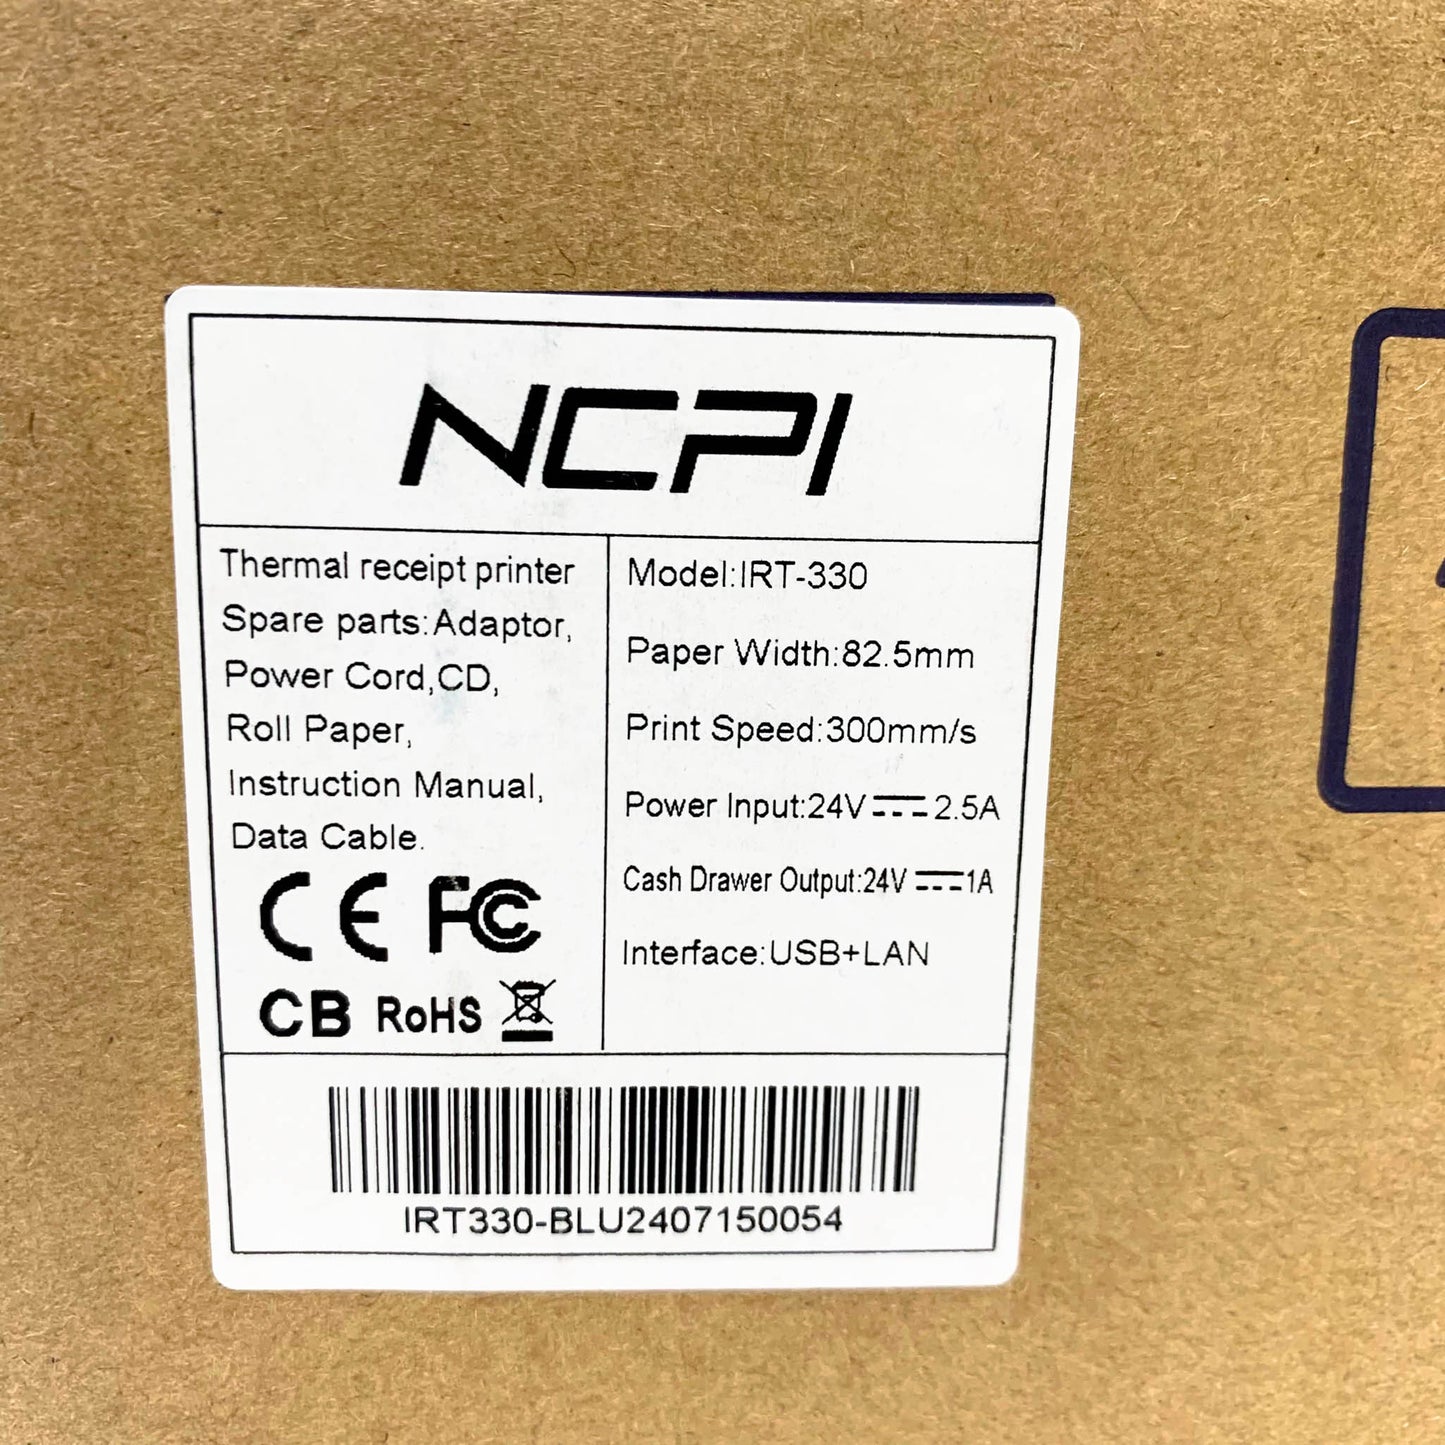 NCPI
Thermal receipt printer
Spare parts:Adaptor,
Power Cord,CD,
Roll Paper,
Instruction Manual,
Data Cable.
CE FC
CB RoHS
Model:IRT-330
Paper Width:82.5mm
Print Speed:300mm/s
Power Input:24V⎓2.5A
Cash Drawer Output:24V⎓1A
Interface:USB+LAN
IRT330-BLU2407150054